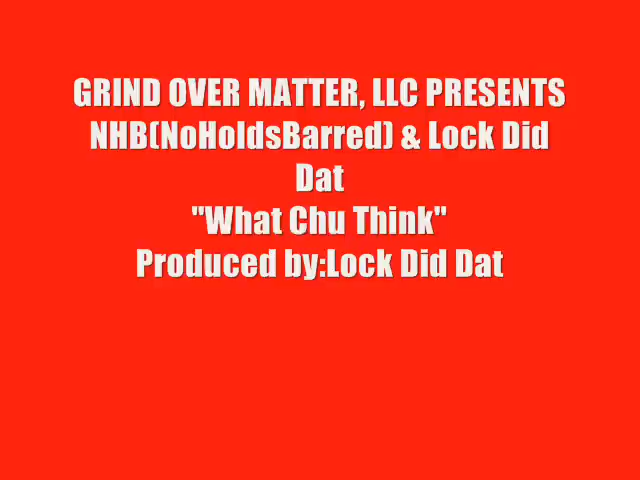 GRIND OVER MATTER, LLC PRESENTS
NHB(NoHoldsBarred) & Lock Did
Dat
"What Chu Think"
Produced by:Lock Did Dat